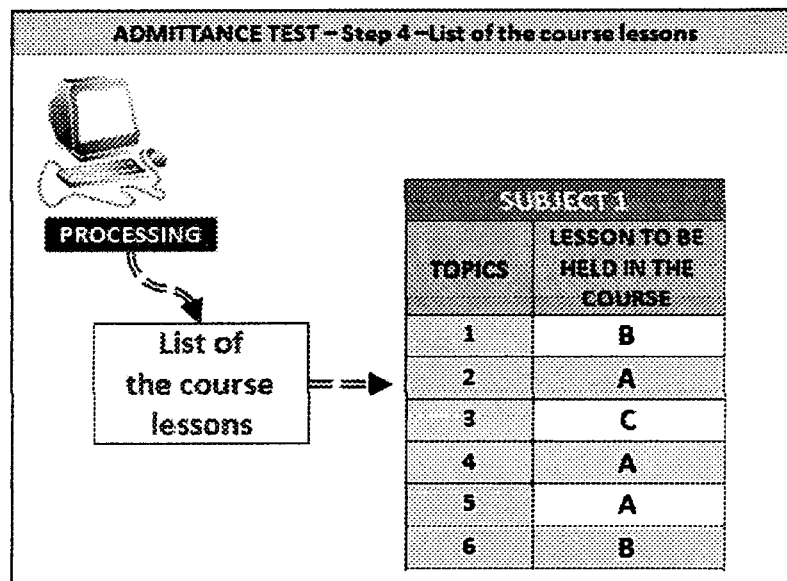 ADMITTANCE TEST – Step 4 –List of the course lessons
PROCESSING
List of
the course
lessons
SUBJECT 1
TOPICS
LESSON TO BE
HELD IN THE
COURSE
1 B
2 A
3 C
4 A
5 A
6 B